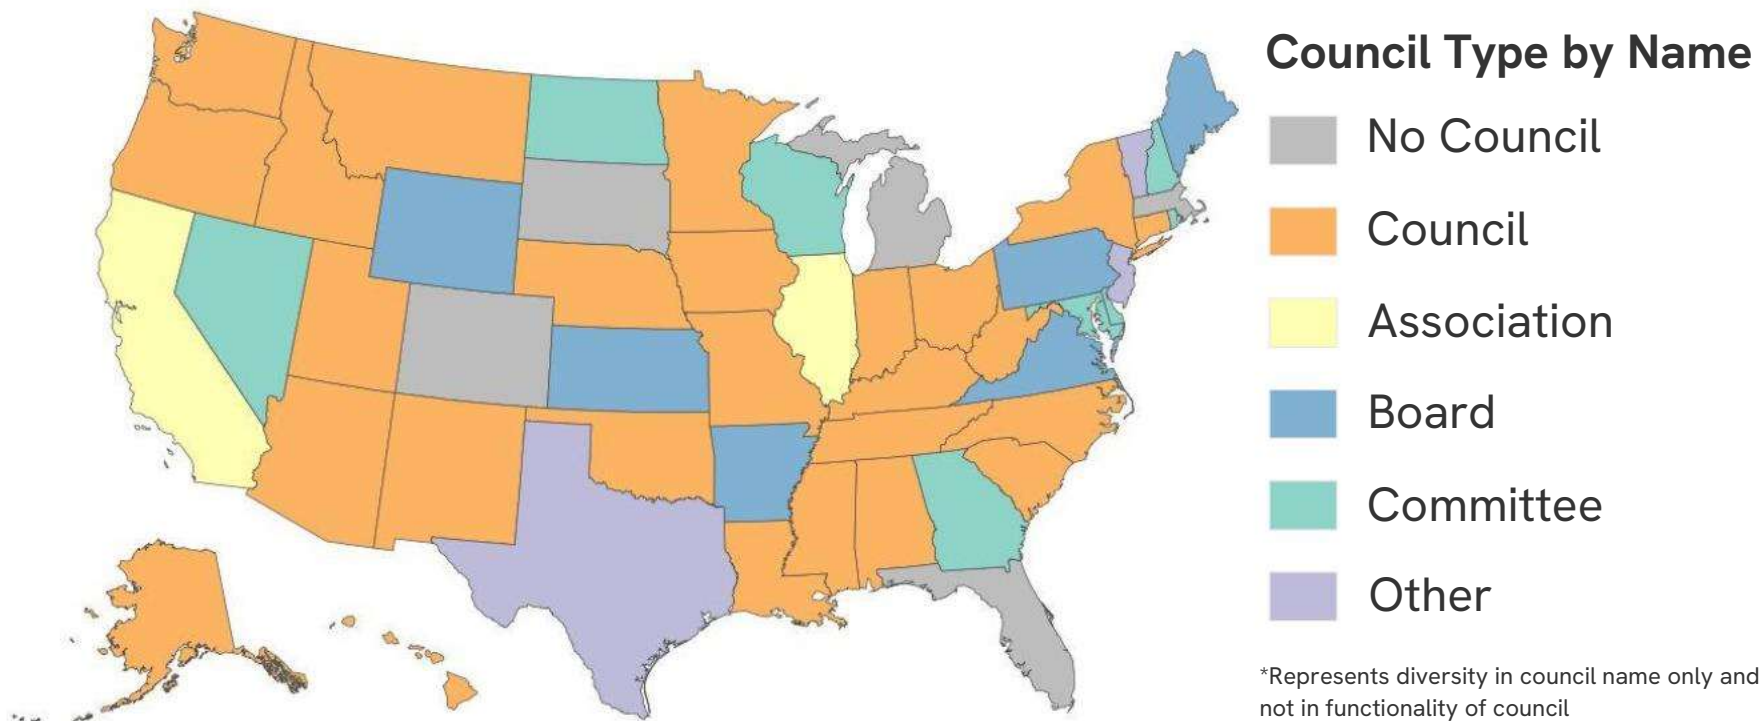 Council Type by Name
No Council
Council
Association
Board
Committee
Other
*Represents diversity in council name only and
not in functionality of council